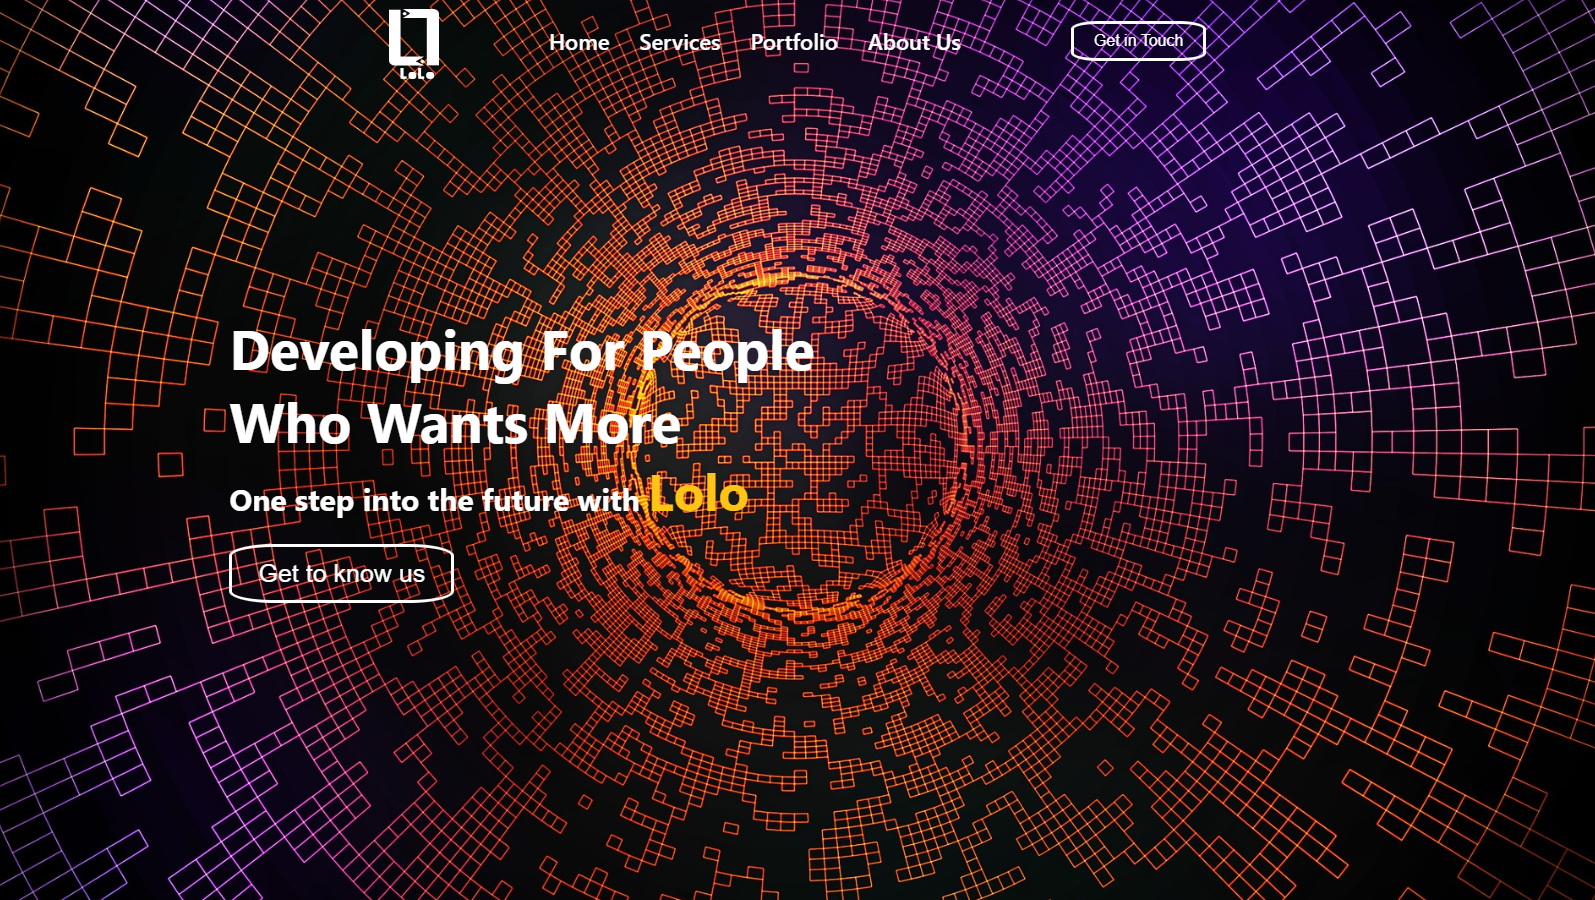 LoLo
Home Services Portfolio About Us
Get in Touch
Developing For People
Who Wants More
One step into the future with Lolo
Get to know us